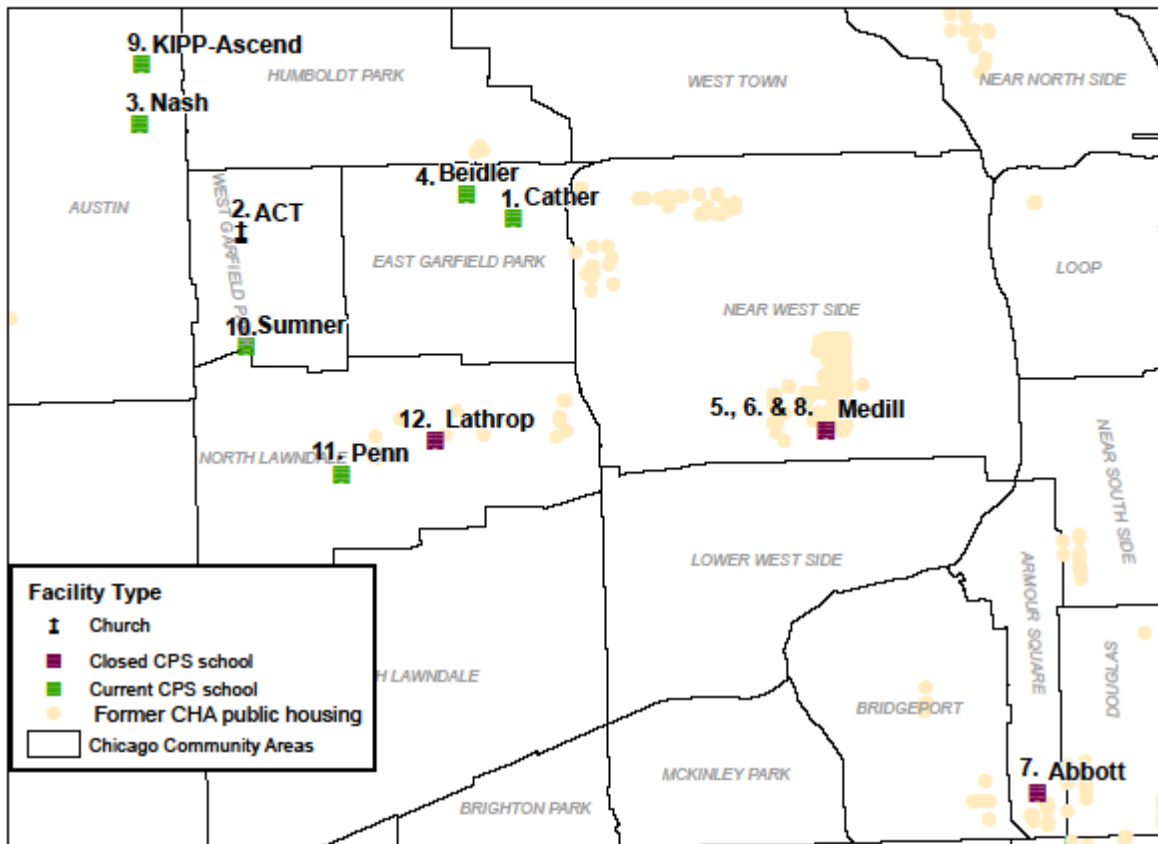 9. KIPP-Ascend
HUMBOLDT PARK
WEST TOWN
NEAR NORTH SIDE
3. Nash
4. Beidler
1. Cather
AUSTIN
WEST GARFIELD
2. ACT
EAST GARFIELD PARK
LOOP
NEAR WEST SIDE
10. Sumner
5., 6. & 8. Medill
12. Lathrop
11. Penn
NORTH LAWNDALE
NEAR SOUTH SIDE
LOWER WEST SIDE
ARMOUR SQUARE
DOUGLAS
Facility Type
Church
Closed CPS school
Current CPS school
Former CHA public housing
Chicago Community Areas
H LAWNDALE
BRIDGEPORT
MCKINLEY PARK
7. Abbott
BRIGHTON PARK